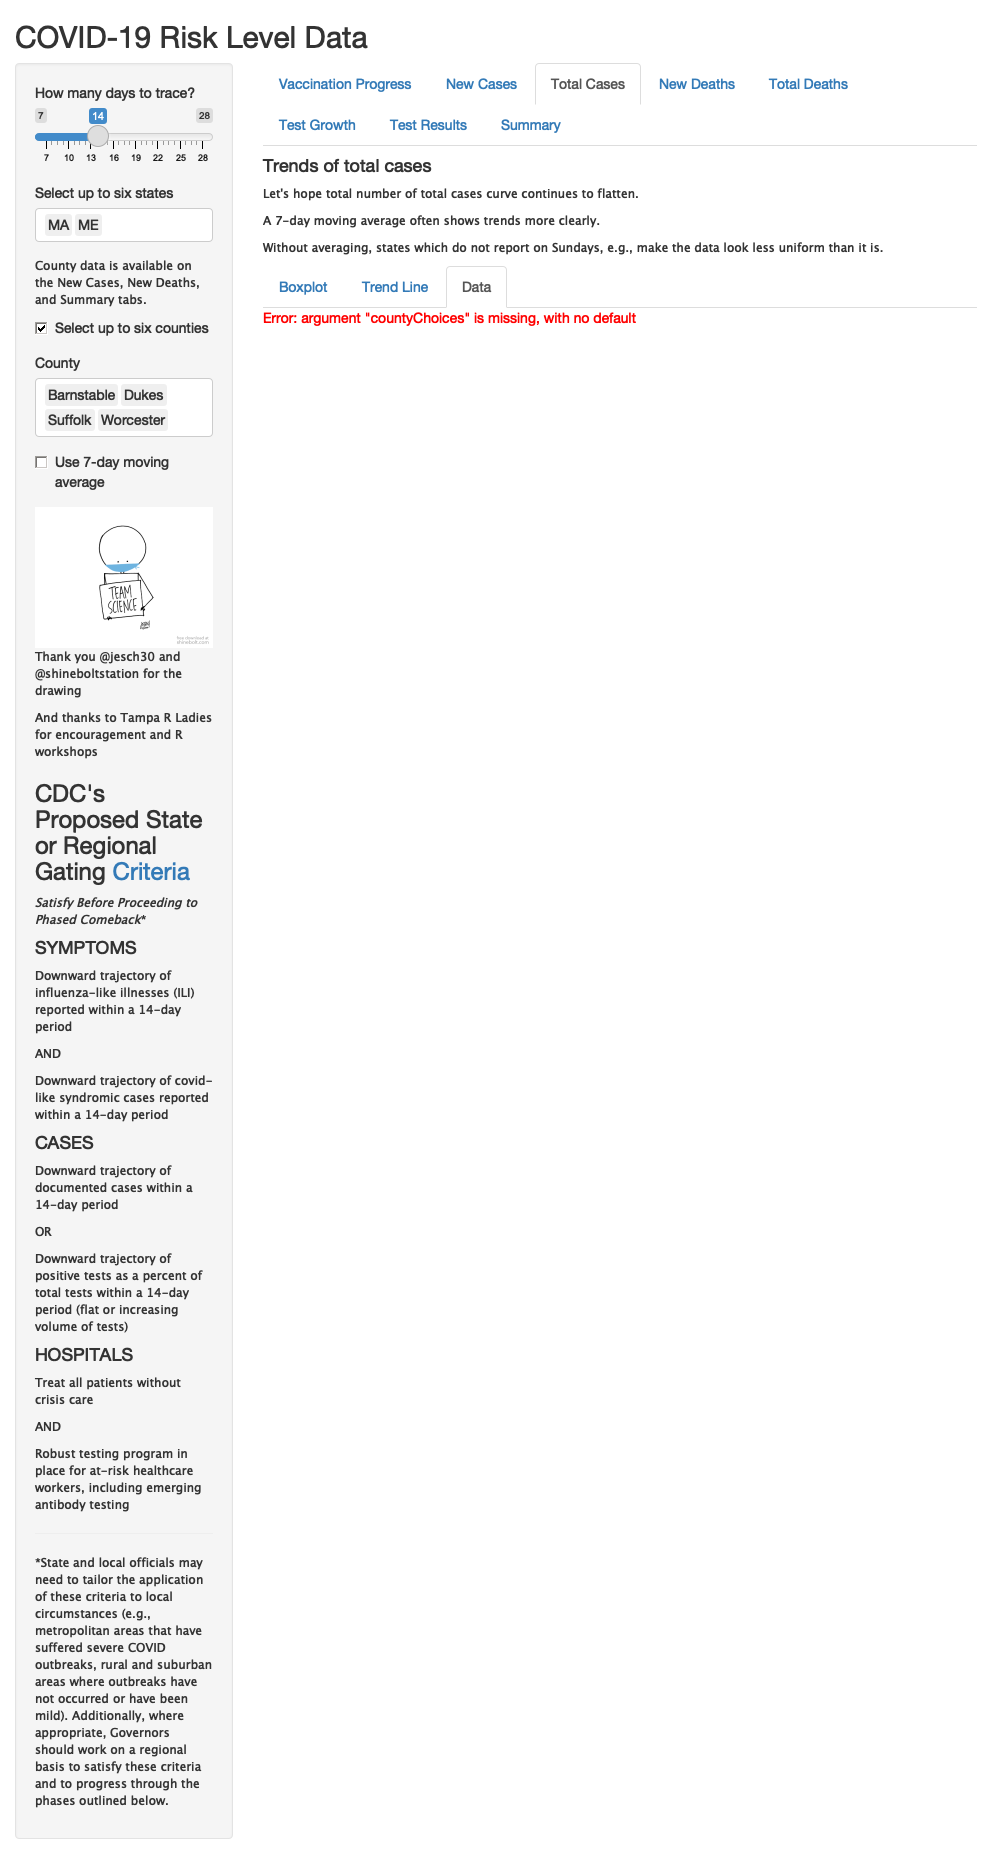 COVID-19 Risk Level Data
How many days to trace?
7 14 28
7 10 13 16 19 22 25 28
Select up to six states
MA ME
County data is available on
the New Cases, New Deaths,
and Summary tabs.
Select up to six counties
County
Barnstable Dukes
Suffolk Worcester
Use 7-day moving
average
TEAM
SCIENCE
free download at
shinebolt.com
Thank you @jesch30 and
@shineboltstation for the
drawing
And thanks to Tampa R Ladies
for encouragement and R
workshops
CDC's
Proposed State
or Regional
Gating Criteria
Satisfy Before Proceeding to
Phased Comeback*
SYMPTOMS
Downward trajectory of
influenza-like illnesses (ILI)
reported within a 14-day
period
AND
Downward trajectory of covid-
like syndromic cases reported
within a 14-day period
CASES
Downward trajectory of
documented cases within a
14-day period
OR
Downward trajectory of
positive tests as a percent of
total tests within a 14-day
period (flat or increasing
volume of tests)
HOSPITALS
Treat all patients without
crisis care
AND
Robust testing program in
place for at-risk healthcare
workers, including emerging
antibody testing
*State and local officials may
need to tailor the application
of these criteria to local
circumstances (e.g.,
metropolitan areas that have
suffered severe COVID
outbreaks, rural and suburban
areas where outbreaks have
not occurred or have been
mild). Additionally, where
appropriate, Governors
should work on a regional
basis to satisfy these criteria
and to progress through the
phases outlined below.
Vaccination Progress New Cases Total Cases New Deaths Total Deaths
Test Growth Test Results Summary
Trends of total cases
Let's hope total number of total cases curve continues to flatten.
A 7-day moving average often shows trends more clearly.
Without averaging, states which do not report on Sundays, e.g., make the data look less uniform than it is.
Boxplot Trend Line Data
Error: argument "countyChoices" is missing, with no default